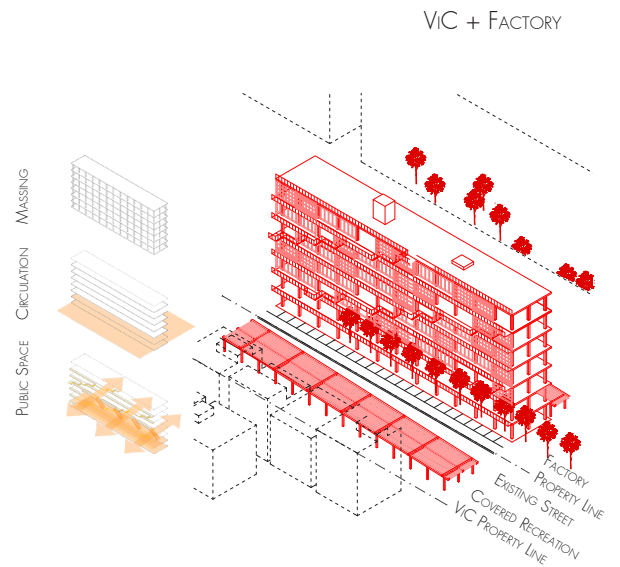 ViC + Factory
Massing
Circulation
Public Space
Factory
Property Line
Existing Street
Covered Recreation
ViC Property Line